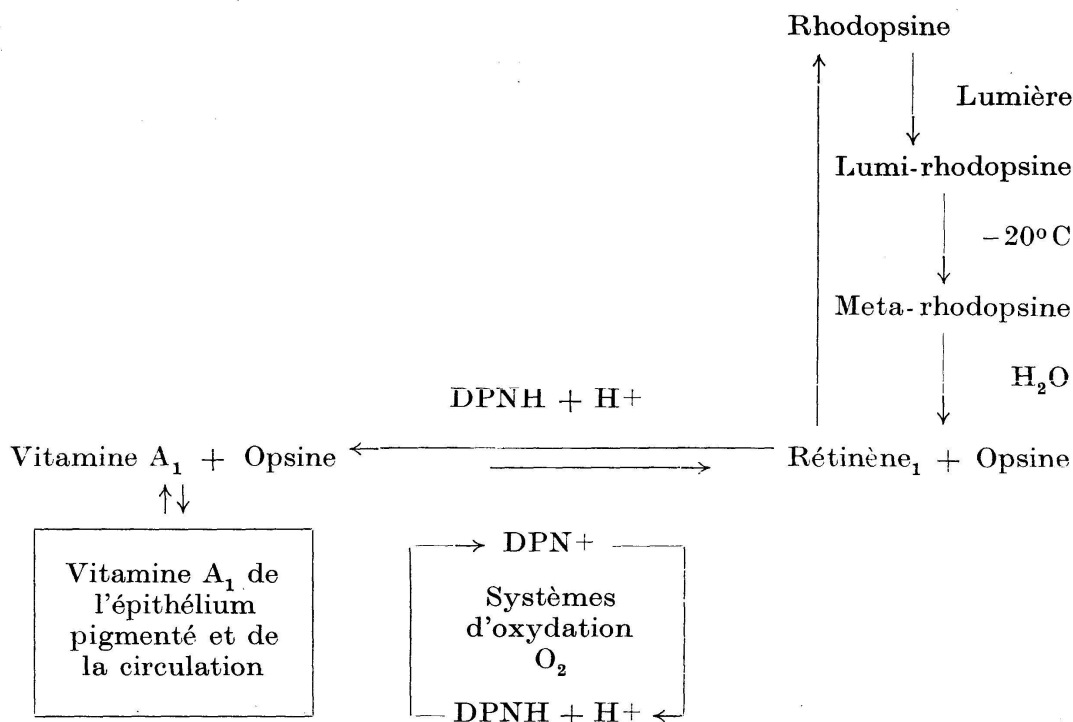 Rhodopsine
Lumière
Lumi-rhodopsine
−20º C
Meta-rhodopsine
H₂O
DPNH + H+
Vitamine A₁ + Opsine
Rétinène₁ + Opsine
Vitamine A₁ de
l'épithélium
pigmenté et de
la circulation
DPN+
Systèmes
d'oxydation
O₂
DPNH + H+